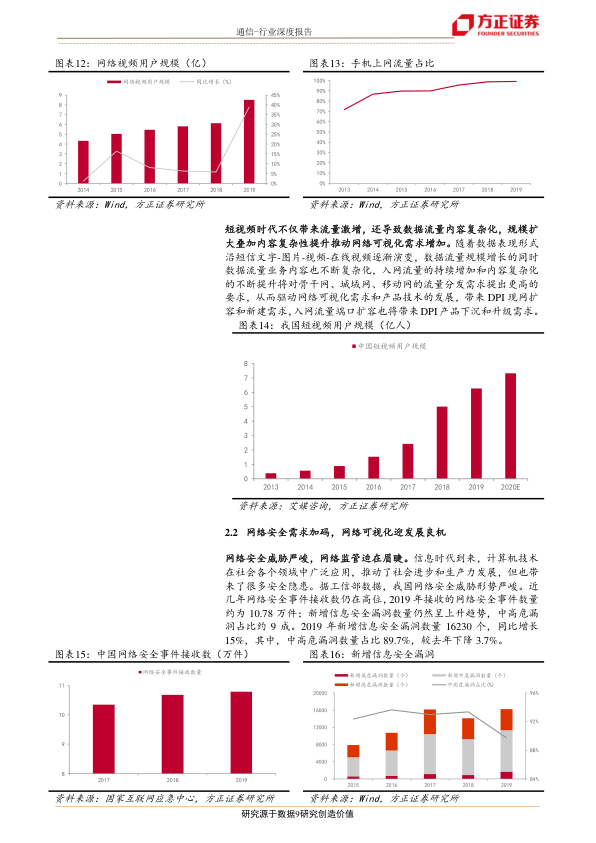 通信-行业深度报告
方正证券
FOUNDER SECURITIES
图表12：网络视频用户规模（亿）
网络视频用户规模 同比增长（%）
9
8
7
6
5
4
3
2
1
0
45%
40%
35%
30%
25%
20%
15%
10%
5%
0%
2014 2015 2016 2017 2018 2019
资料来源：Wind，方正证券研究所
图表13：手机上网流量占比
100%
90%
80%
70%
60%
50%
40%
30%
20%
10%
0%
2013 2014 2015 2016 2017 2018 2019
资料来源：Wind，方正证券研究所
短视频时代不仅带来流量激增，还导致数据流量内容复杂化，规模扩
大叠加内容复杂性提升推动网络可视化需求增加。随着数据表现形式
沿短信文字-图片-视频-在线视频逐渐演变，数据流量规模增长的同时
数据流量业务内容也不断复杂化，入网流量的持续增加和内容复杂化
的不断提升将对骨干网、城域网、移动网的流量分发需求提出更高的
要求，从而驱动网络可视化需求和产品技术的发展，带来 DPI 现网扩
容和新建需求，入网流量端口扩容也将带来 DPI 产品下沉和升级需求。
图表14：我国短视频用户规模（亿人）
中国短视频用户规模
8
7
6
5
4
3
2
1
0
2013 2014 2015 2016 2017 2018 2019 2020E
资料来源：艾媒咨询，方正证券研究所
2.2 网络安全需求加码，网络可视化迎发展良机
网络安全威胁严峻，网络监管迫在眉睫。信息时代到来，计算机技术
在社会各个领域中广泛应用，推动了社会进步和生产力发展，但也带
来了很多安全隐患。据工信部数据，我国网络安全威胁形势严峻。近
几年网络安全事件接收数仍在高位，2019 年接收的网络安全事件数量
约为 10.78 万件；新增信息安全漏洞数量仍然呈上升趋势，中高危漏
洞占比约 9 成。2019 年新增信息安全漏洞数量 16230 个，同比增长
15%，其中，中高危漏洞数量占比 89.7%，较去年下降 3.7%。
图表15：中国网络安全事件接收数（万件）
网络安全事件接收数量
11
10
9
8
2017 2018 2019
资料来源：国家互联网应急中心，方正证券研究所
图表16：新增信息安全漏洞
新增低危漏洞数量（个） 新增中危漏洞数量（个）
新增高危漏洞数量（个） 中高危漏洞占比%）
20000
16000
12000
8000
4000
0
96%
92%
88%
84%
2015 2016 2017 2018 2019
资料来源：Wind，方正证券研究所
研究源于数据9研究创造价值